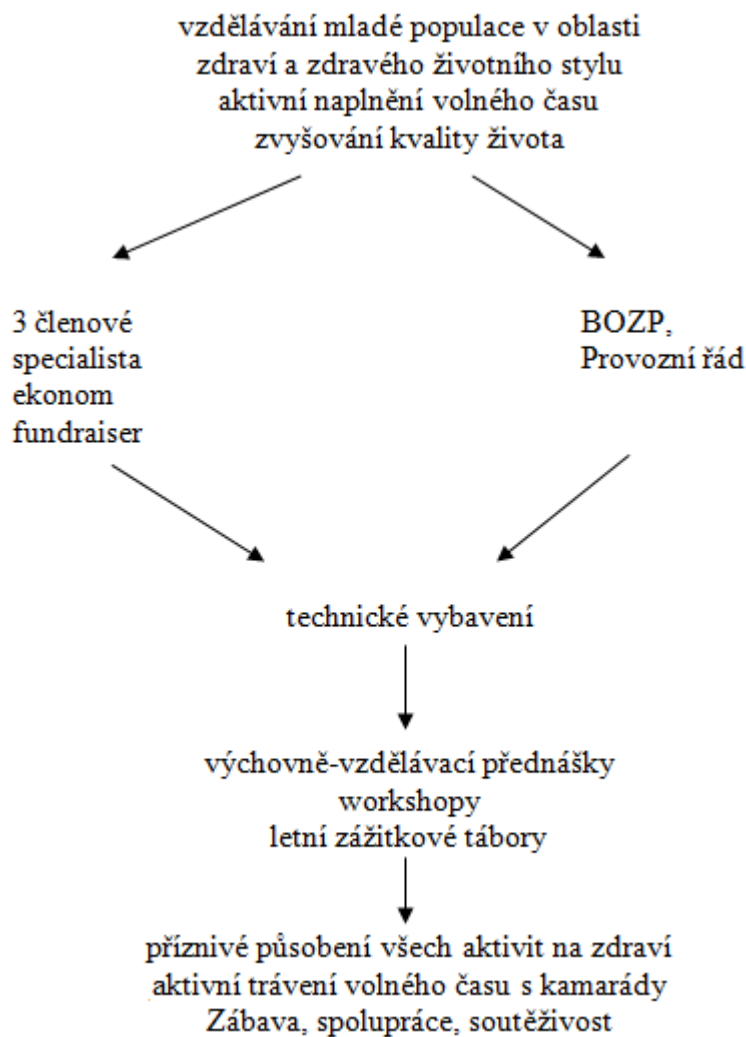 vzdělávání mladé populace v oblasti
zdraví a zdravého životního stylu
aktivní naplnění volného času
zvyšování kvality života
3 členové
specialista
ekonom
fundraiser
BOZP,
Provozní řád
technické vybavení
výchovně-vzdělávací přednášky
workshopy
letní zážitkové tábory
příznivé působení všech aktivit na zdraví
aktivní trávení volného času s kamarády
Zábava, spolupráce, soutěživost